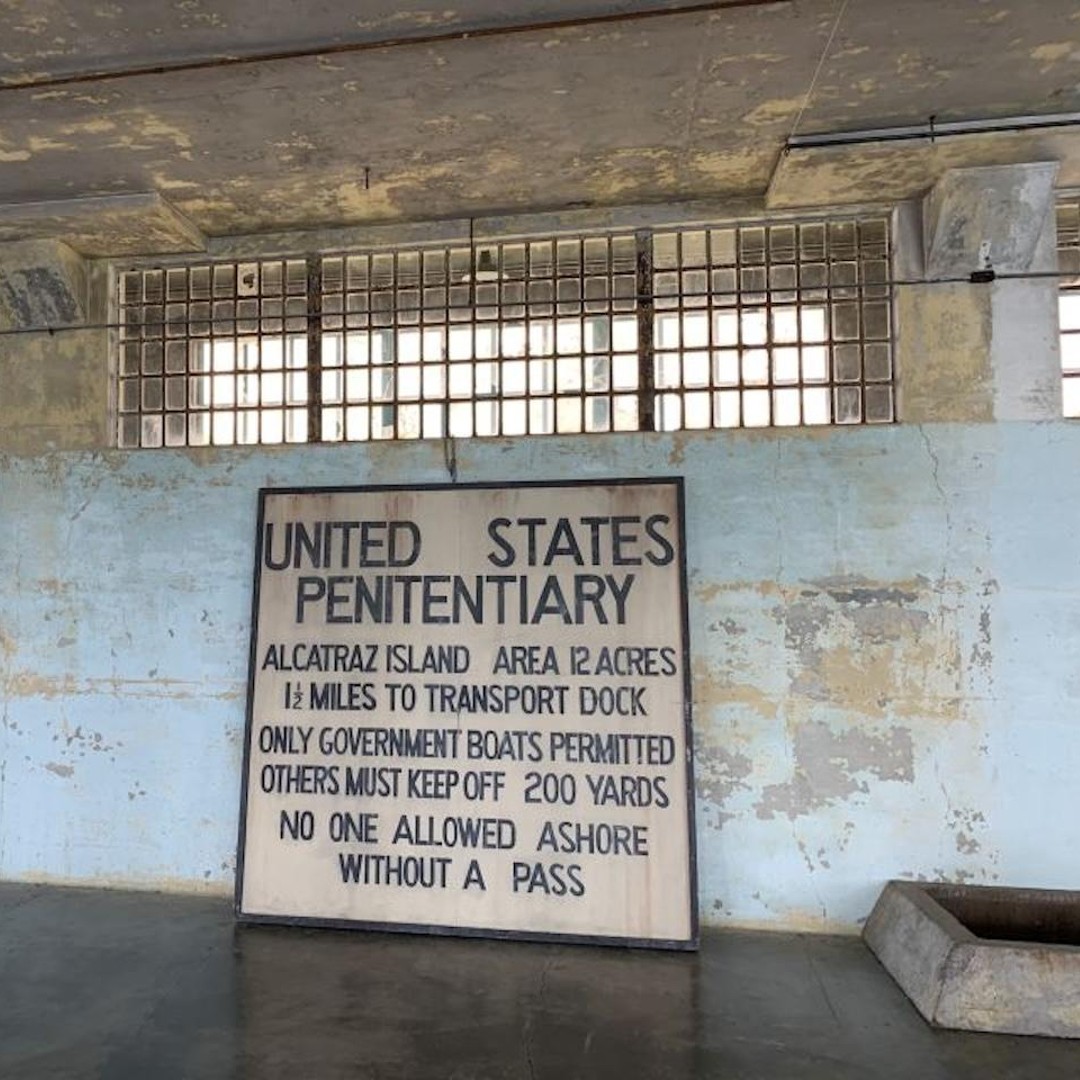 UNITED STATES
PENITENTIARY
ALCATRAZ ISLAND AREA 12 ACRES
1½ MILES TO TRANSPORT DOCK
ONLY GOVERNMENT BOATS PERMITTED
OTHERS MUST KEEP OFF 200 YARDS
NO ONE ALLOWED ASHORE
WITHOUT A PASS